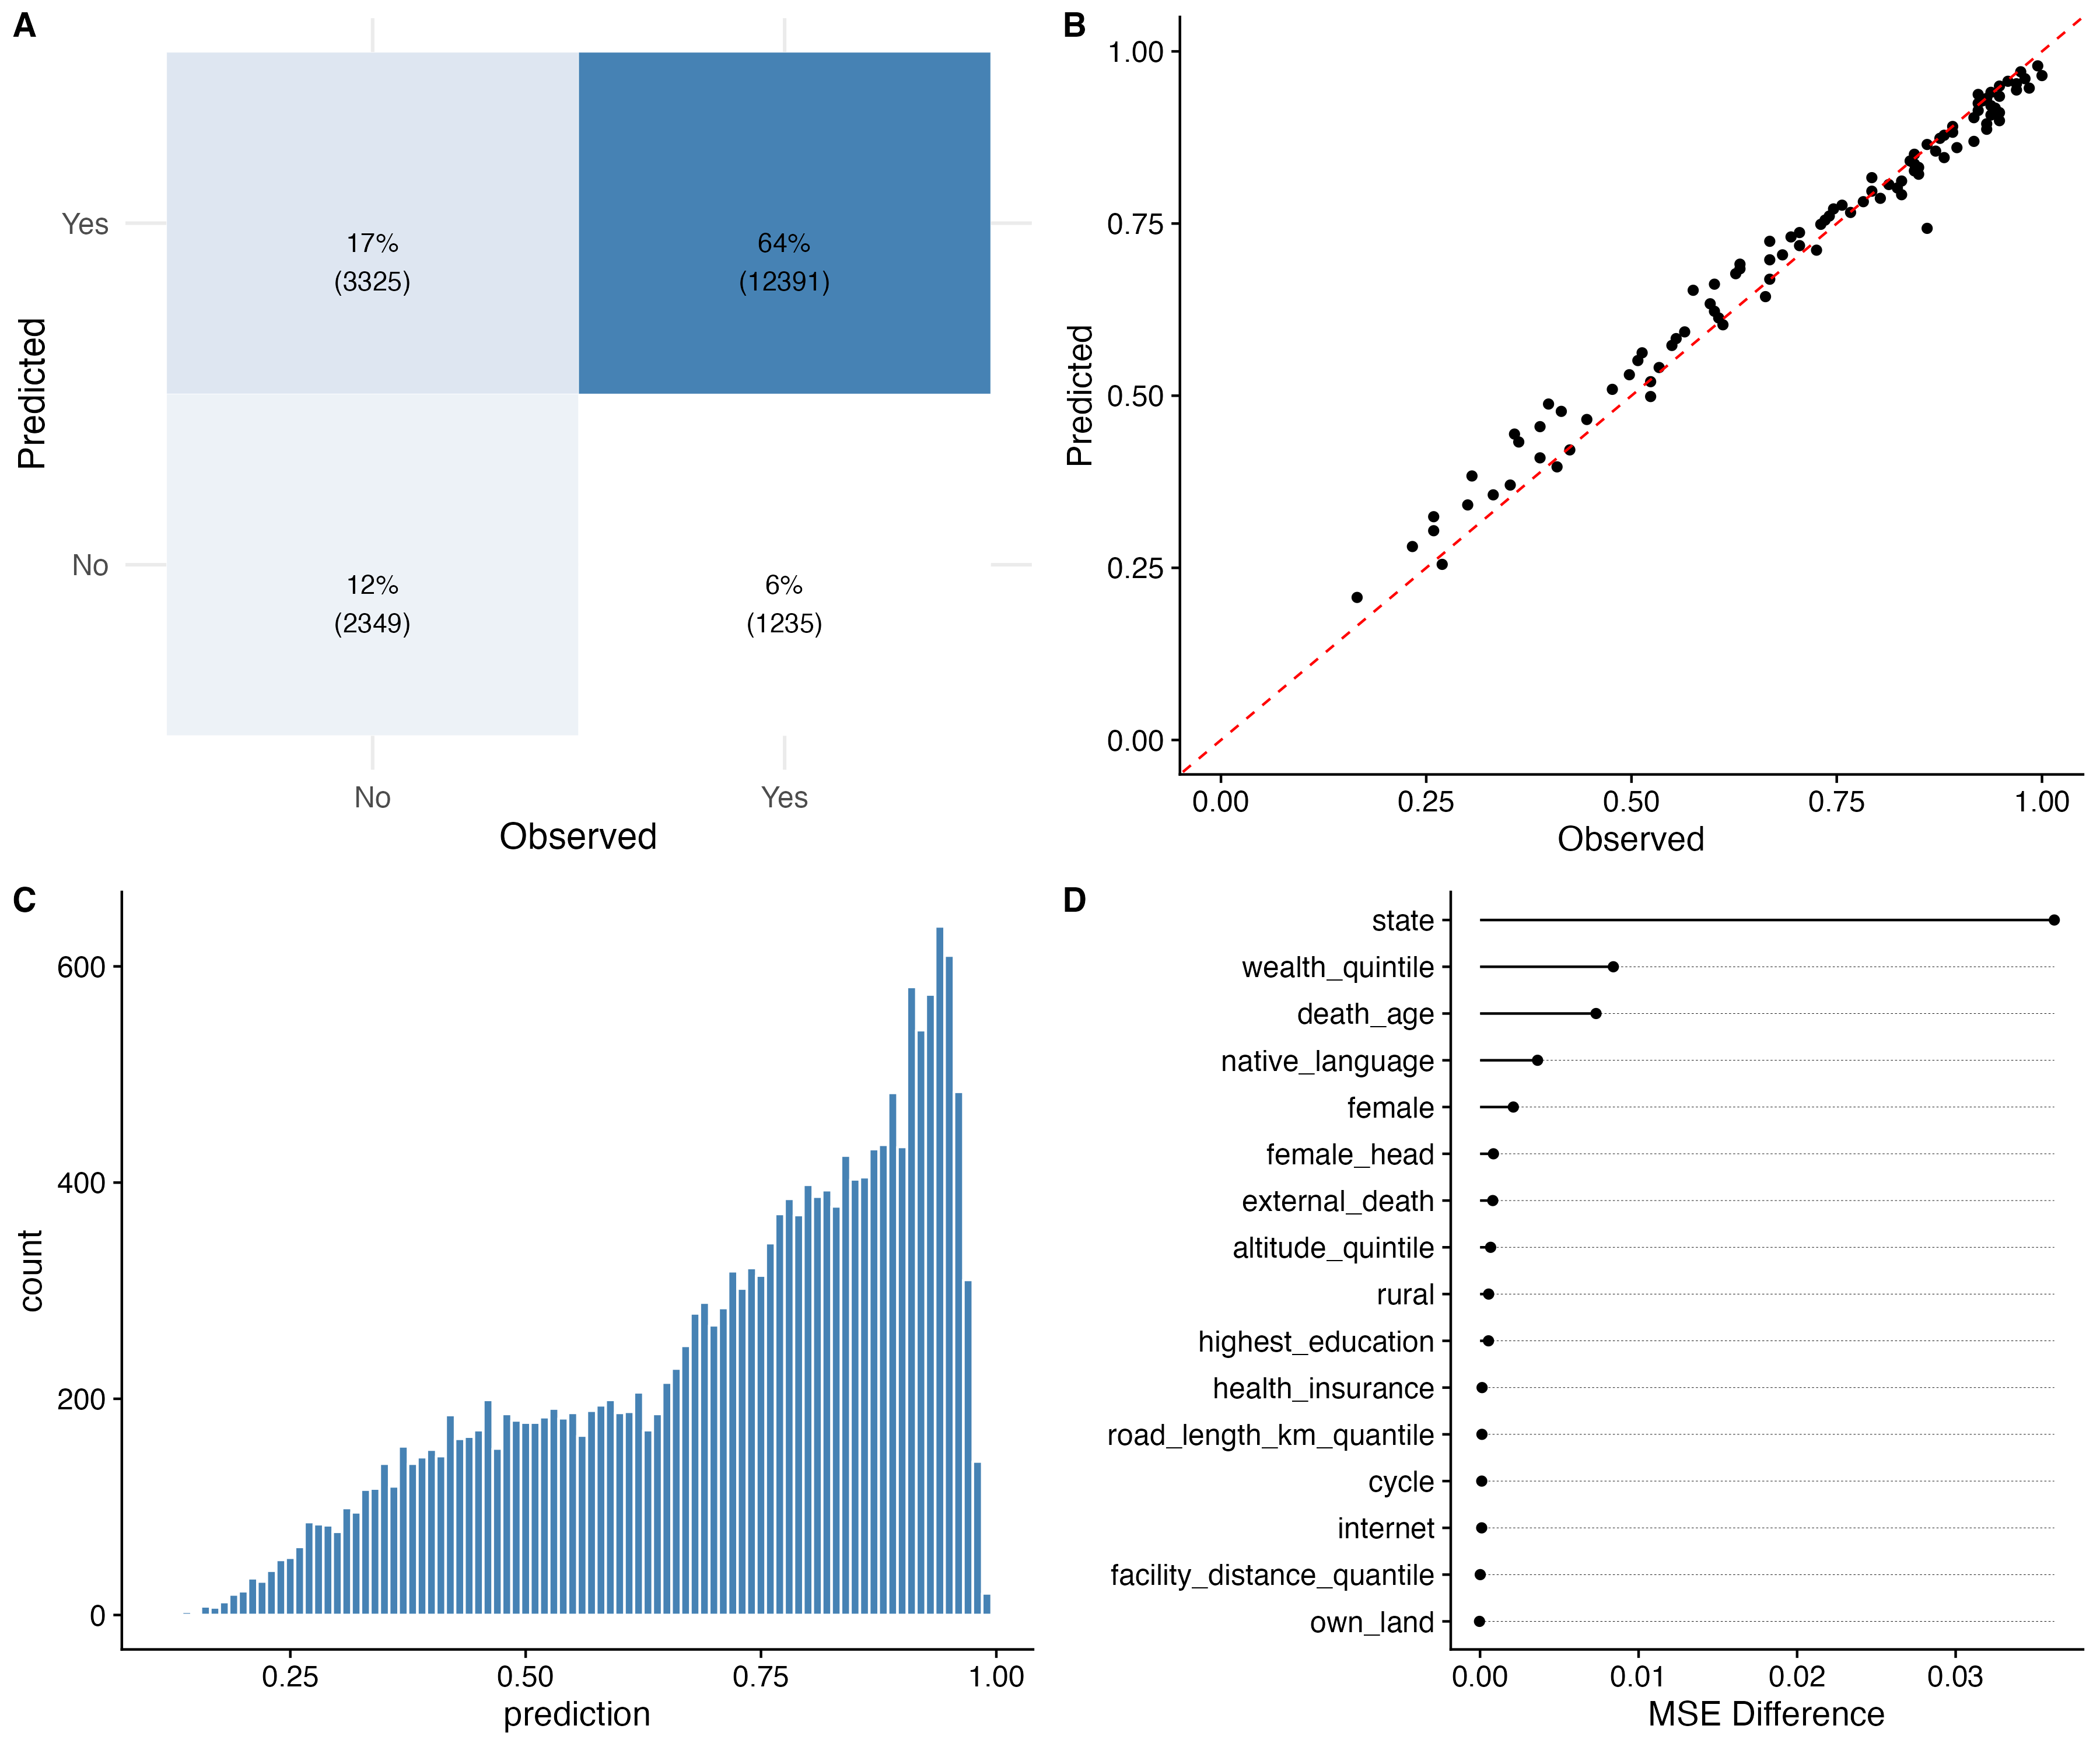 A
Predicted
Yes
No
17%
(3325)
64%
(12391)
12%
(2349)
6%
(1235)
No
Yes
Observed
B
Predicted
1.00
0.75
0.50
0.25
0.00
0.00
0.25
0.50
0.75
1.00
Observed
C
count
600
400
200
0
0.25
0.50
0.75
1.00
prediction
D
state
wealth_quintile
death_age
native_language
female
female_head
external_death
altitude_quintile
rural
highest_education
health_insurance
road_length_km_quantile
cycle
internet
facility_distance_quantile
own_land
0.00
0.01
0.02
0.03
MSE Difference